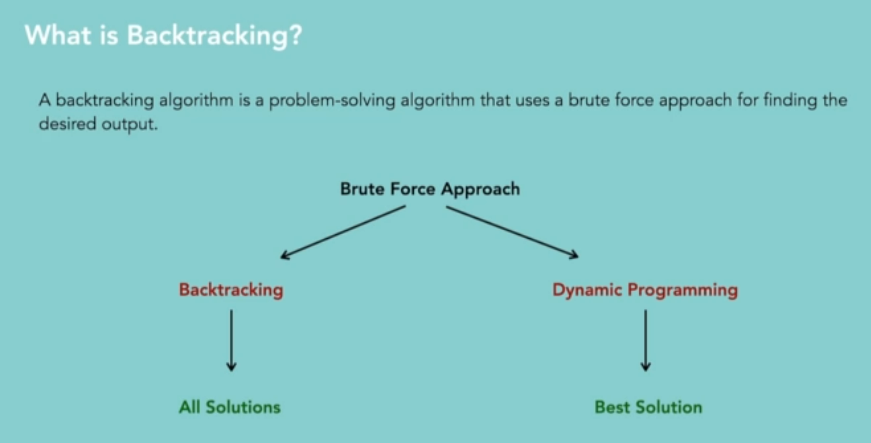 What is Backtracking?
A backtracking algorithm is a problem-solving algorithm that uses a brute force approach for finding the
desired output.
Brute Force Approach
Backtracking
Dynamic Programming
All Solutions
Best Solution